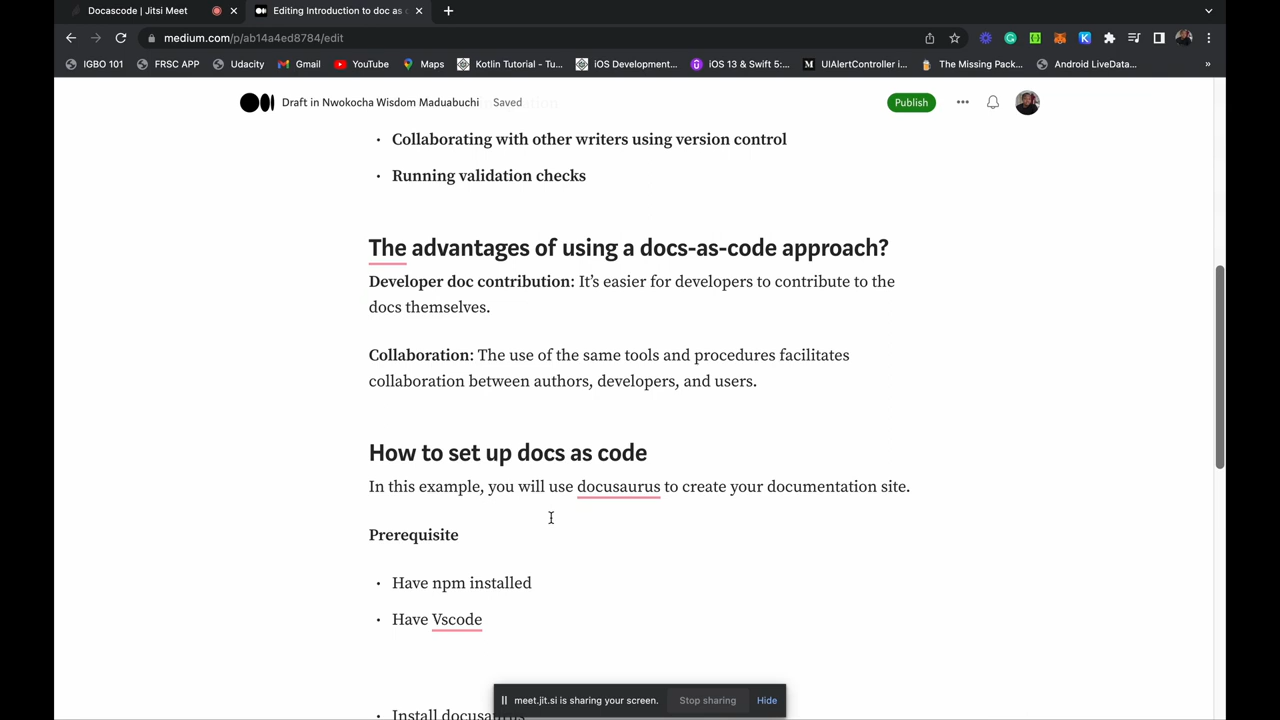 Docascode | Jitsi Meet
Editing Introduction to doc as
medium.com/p/ab14a4ed8784/edit
IGBO 101
FRSC APP
Udacity
Gmail
YouTube
Maps
Kotlin Tutorial - Tu...
iOS Development...
iOS 13 & Swift 5:...
UIAlertController i...
The Missing Pack...
Android LiveData...
»
Draft in Nwokocha Wisdom Maduabuchi
Saved
Publish
• Collaborating with other writers using version control
• Running validation checks
The advantages of using a docs-as-code approach?
Developer doc contribution: It’s easier for developers to contribute to the
docs themselves.
Collaboration: The use of the same tools and procedures facilitates
collaboration between authors, developers, and users.
How to set up docs as code
In this example, you will use docusaurus to create your documentation site.
Prerequisite
• Have npm installed
• Have Vscode
meet.jit.si is sharing your screen.
Stop sharing
Hide
• Install docusaurus